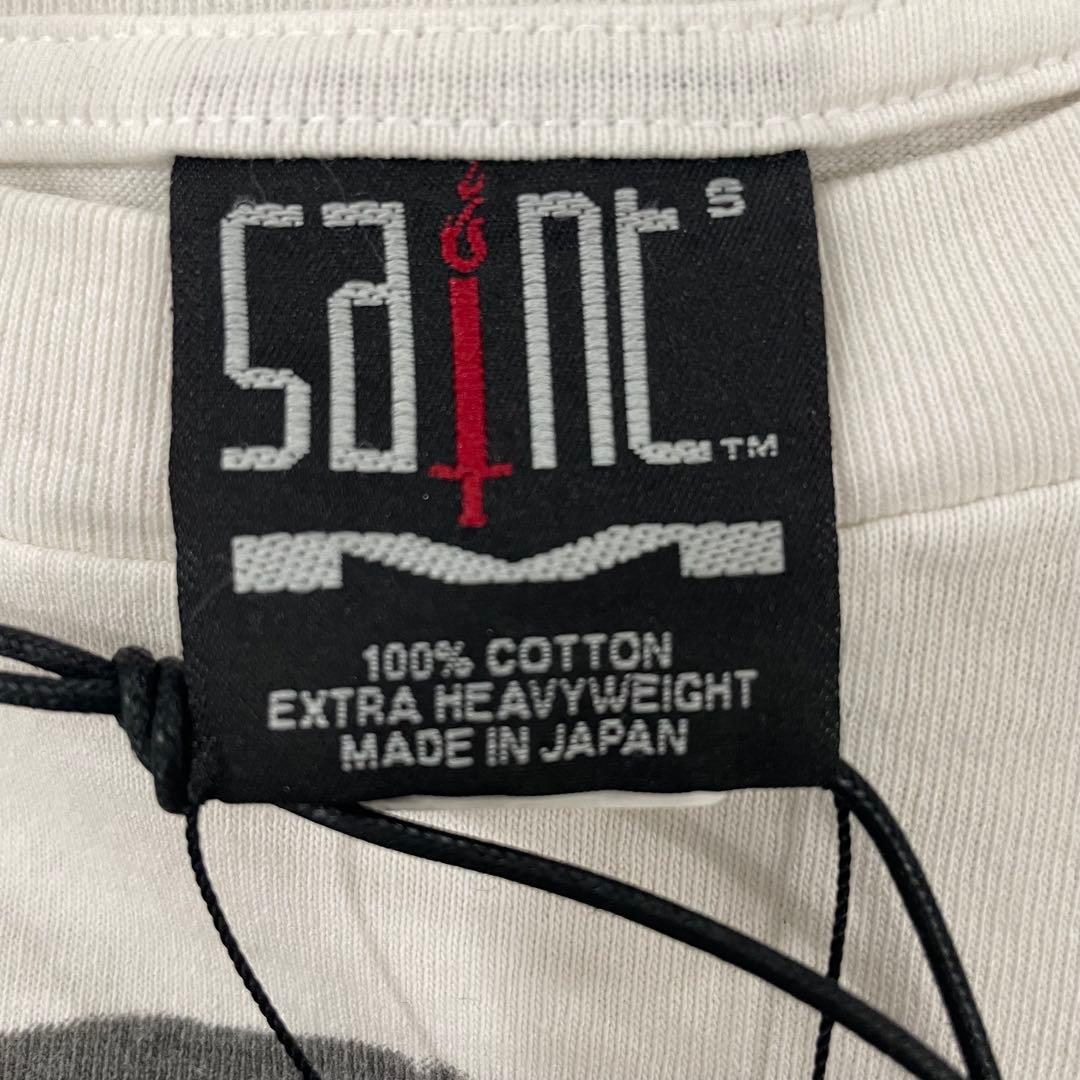 SaInt S
TM
100% COTTON
EXTRA HEAVYWEIGHT
MADE IN JAPAN